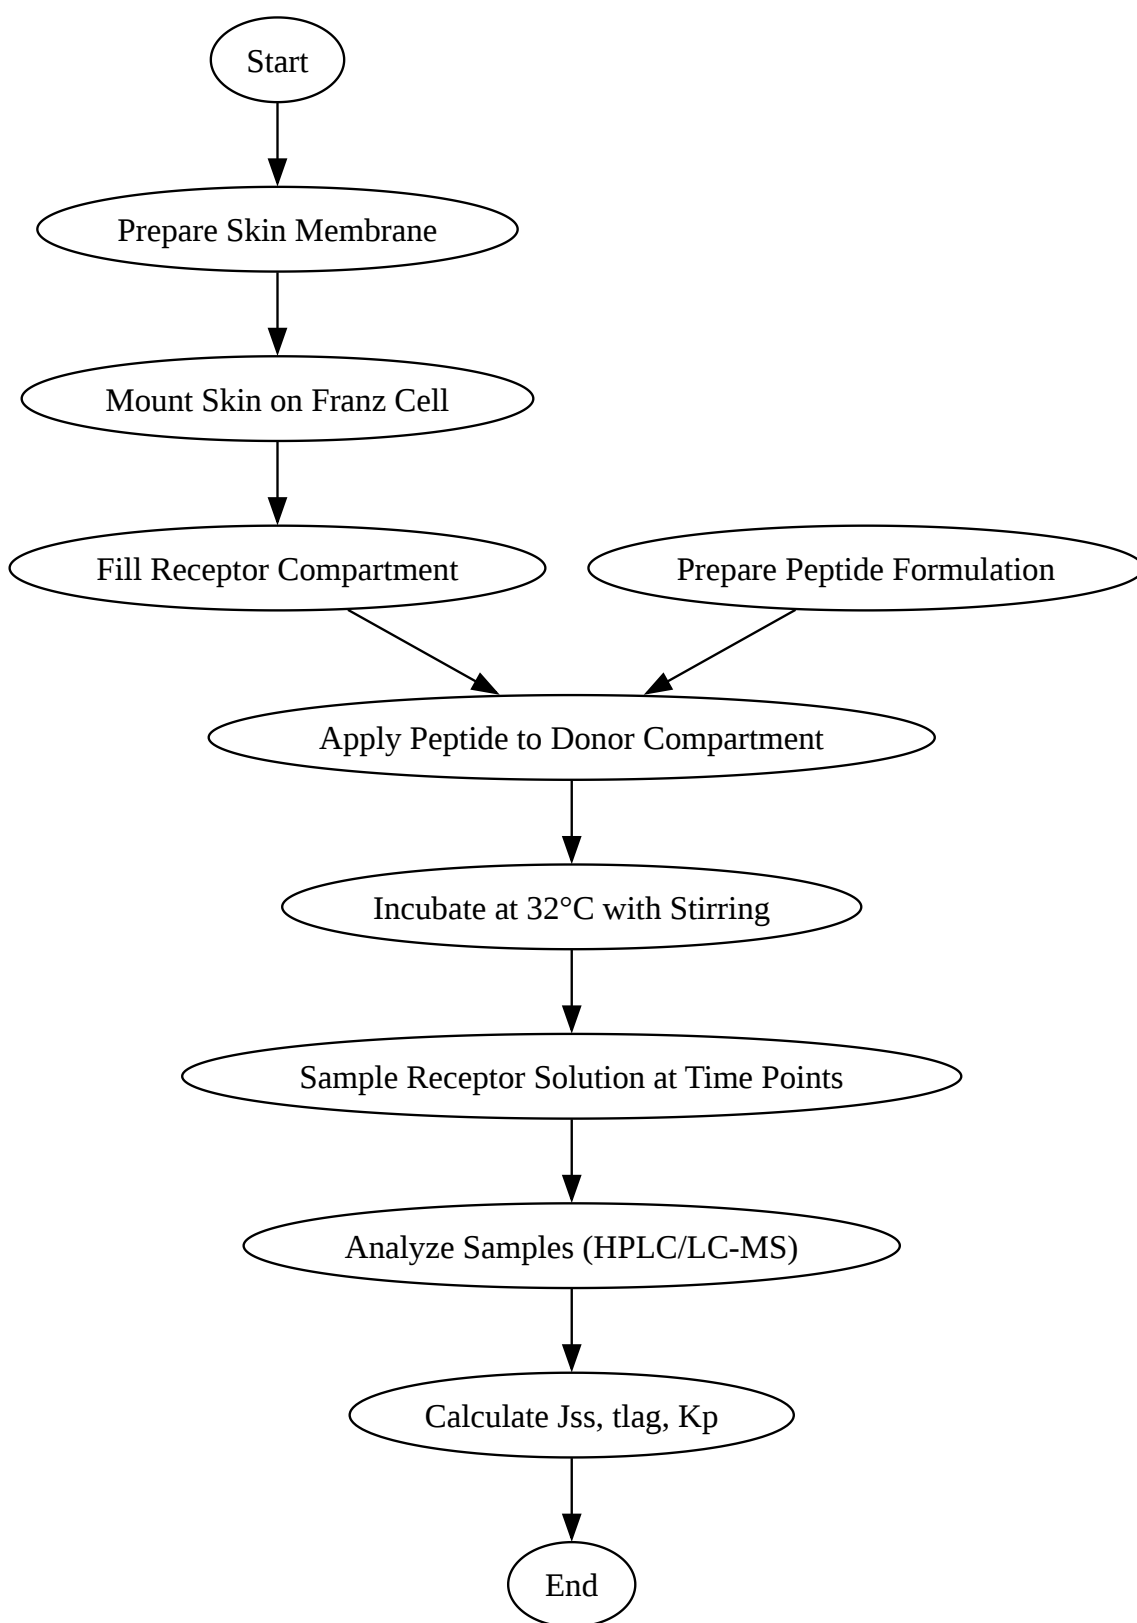 Start
Prepare Skin Membrane
Mount Skin on Franz Cell
Fill Receptor Compartment
Prepare Peptide Formulation
Apply Peptide to Donor Compartment
Incubate at 32°C with Stirring
Sample Receptor Solution at Time Points
Analyze Samples (HPLC/LC-MS)
Calculate Jss, tlag, Kp
End